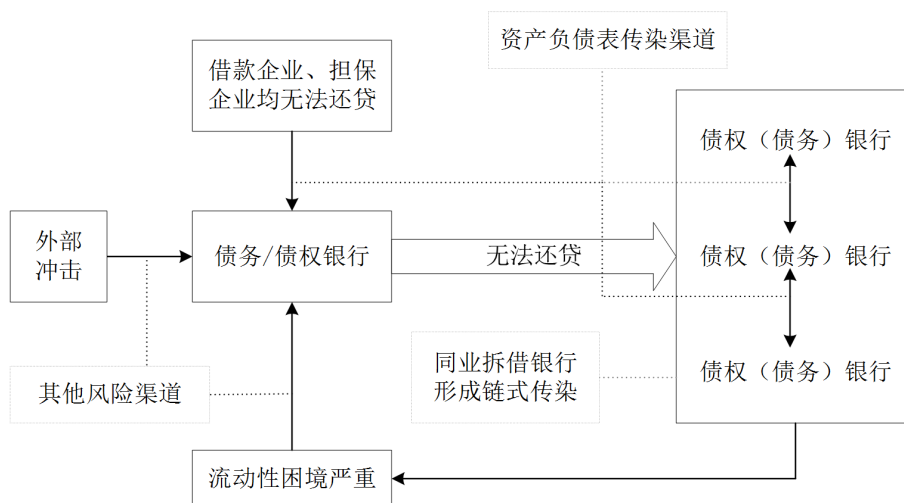 资产负债表传染渠道
借款企业、担保
企业均无法还贷
债权（债务）银行
外部
冲击
债务/债权银行
无法还贷
债权（债务）银行
同业拆借银行
形成链式传染
债权（债务）银行
其他风险渠道
流动性困境严重